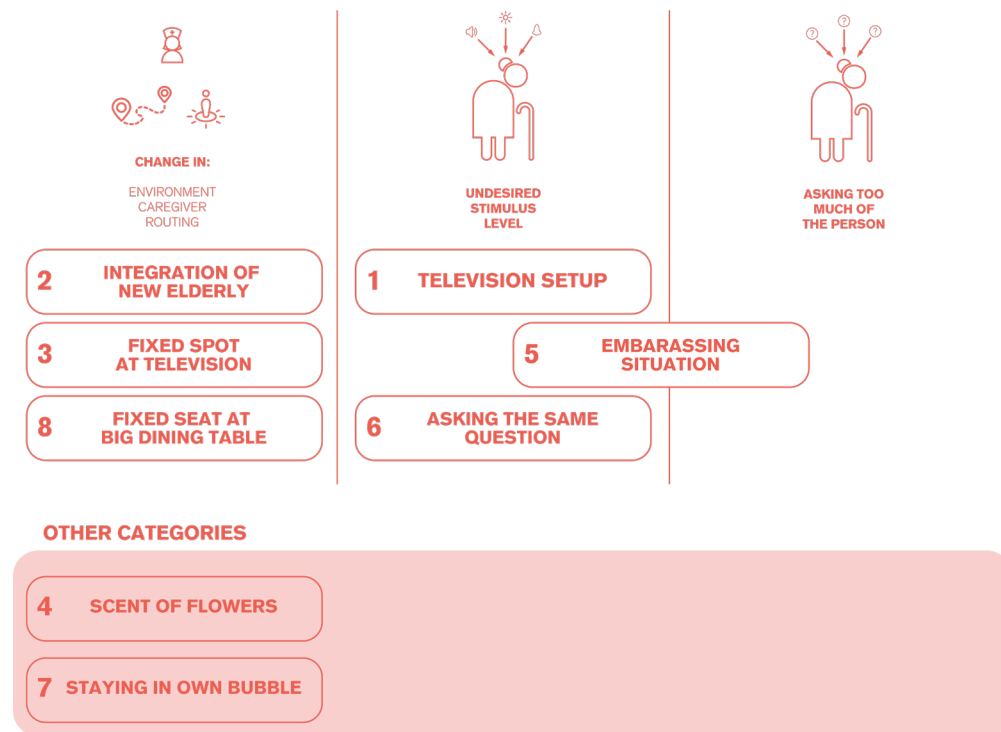 CHANGE IN:
ENVIRONMENT
CAREGIVER
ROUTING
UNDESIRED
STIMULUS
LEVEL
? ? ?
ASKING TOO
MUCH OF
THE PERSON
2 INTEGRATION OF
NEW ELDERLY
1 TELEVISION SETUP
3 FIXED SPOT
AT TELEVISION
5 EMBARASSING
SITUATION
8 FIXED SEAT AT
BIG DINING TABLE
6 ASKING THE SAME
QUESTION
OTHER CATEGORIES
4 SCENT OF FLOWERS
7 STAYING IN OWN BUBBLE